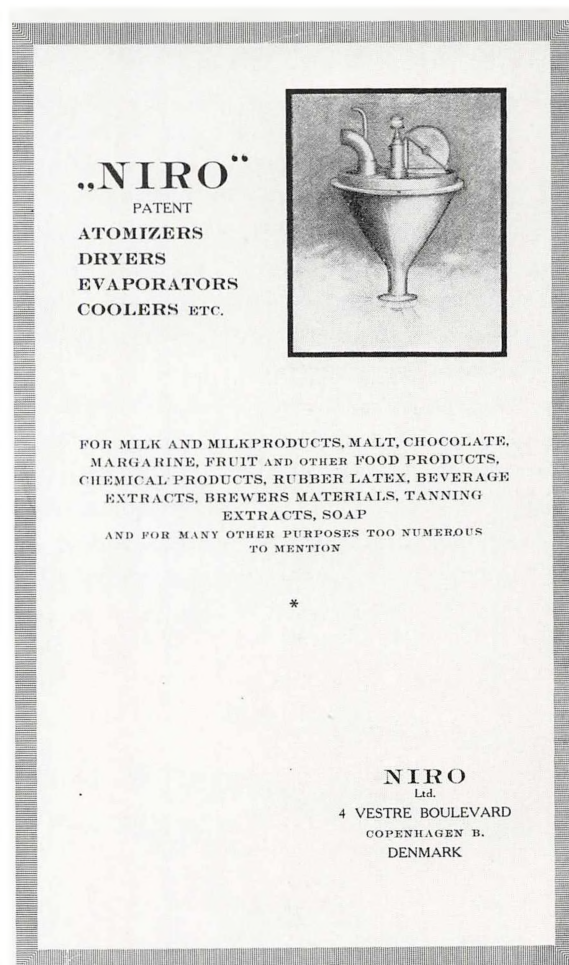 „NIRO“
PATENT
ATOMIZERS
DRYERS
EVAPORATORS
COOLERS ETC.
FOR MILK AND MILKPRODUCTS, MALT, CHOCOLATE,
MARGARINE, FRUIT AND OTHER FOOD PRODUCTS,
CHEMICAL PRODUCTS, RUBBER LATEX, BEVERAGE
EXTRACTS, BREWERS MATERIALS, TANNING
EXTRACTS, SOAP
AND FOR MANY OTHER PURPOSES TOO NUMEROUS
TO MENTION
*
NIRO
Ltd.
4 VESTRE BOULEVARD
COPENHAGEN B.
DENMARK